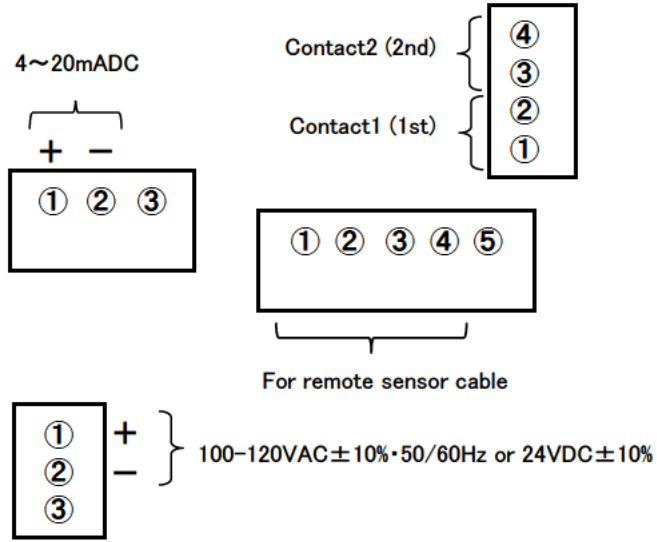 4～20mADC
+ −
① ② ③
Contact2 (2nd)
Contact1 (1st)
④
③
②
①
① ② ③ ④ ⑤
For remote sensor cable
① +
② −
③
100-120VAC±10%・50/60Hz or 24VDC±10%